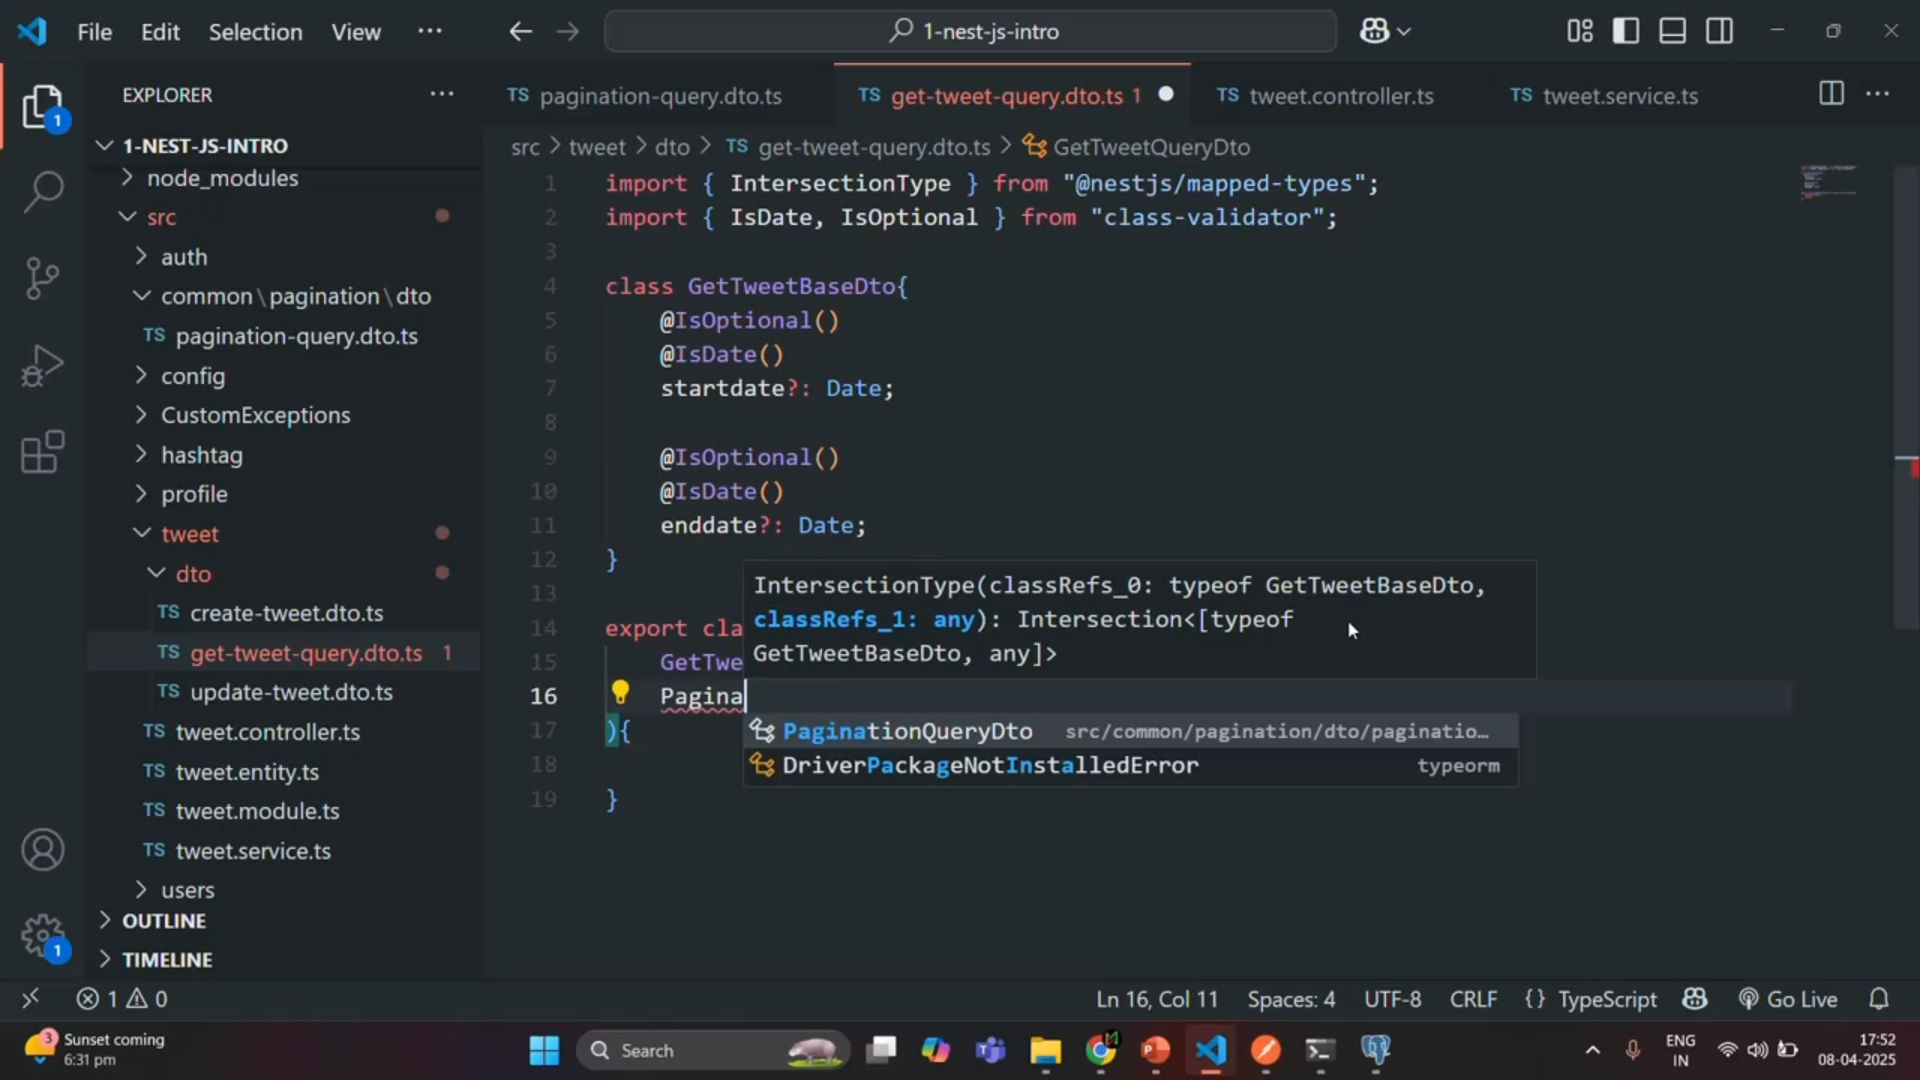 File Edit Selection View ...
1-nest-js-intro
EXPLORER ...
1-NEST-JS-INTRO
node_modules
src
auth
common\pagination\dto
TS pagination-query.dto.ts
config
CustomExceptions
hashtag
profile
tweet
dto
TS create-tweet.dto.ts
TS get-tweet-query.dto.ts 1
TS update-tweet.dto.ts
TS tweet.controller.ts
TS tweet.entity.ts
TS tweet.module.ts
TS tweet.service.ts
users
OUTLINE
TIMELINE
1
1
TS pagination-query.dto.ts TS get-tweet-query.dto.ts 1 TS tweet.controller.ts TS tweet.service.ts ...
src > tweet > dto > TS get-tweet-query.dto.ts > GetTweetQueryDto
1 import { IntersectionType } from "@nestjs/mapped-types";
2 import { IsDate, IsOptional } from "class-validator";
3
4 class GetTweetBaseDto{
5 @IsOptional()
6 @IsDate()
7 startdate?: Date;
8
9 @IsOptional()
10 @IsDate()
11 enddate?: Date;
12 }
13
14 export cla
15 GetTwe
16 Pagina
17 ){
18
19 }
IntersectionType(classRefs_0: typeof GetTweetBaseDto,
classRefs_1: any): Intersection<[typeof
GetTweetBaseDto, any]>
PaginationQueryDto src/common/pagination/dto/paginatio...
DriverPackageNotInstalledError typeorm
1 0 Ln 16, Col 11 Spaces: 4 UTF-8 CRLF {} TypeScript Go Live
3
Sunset coming
6:31 pm
Search
ENG
IN
17:52
08-04-2025